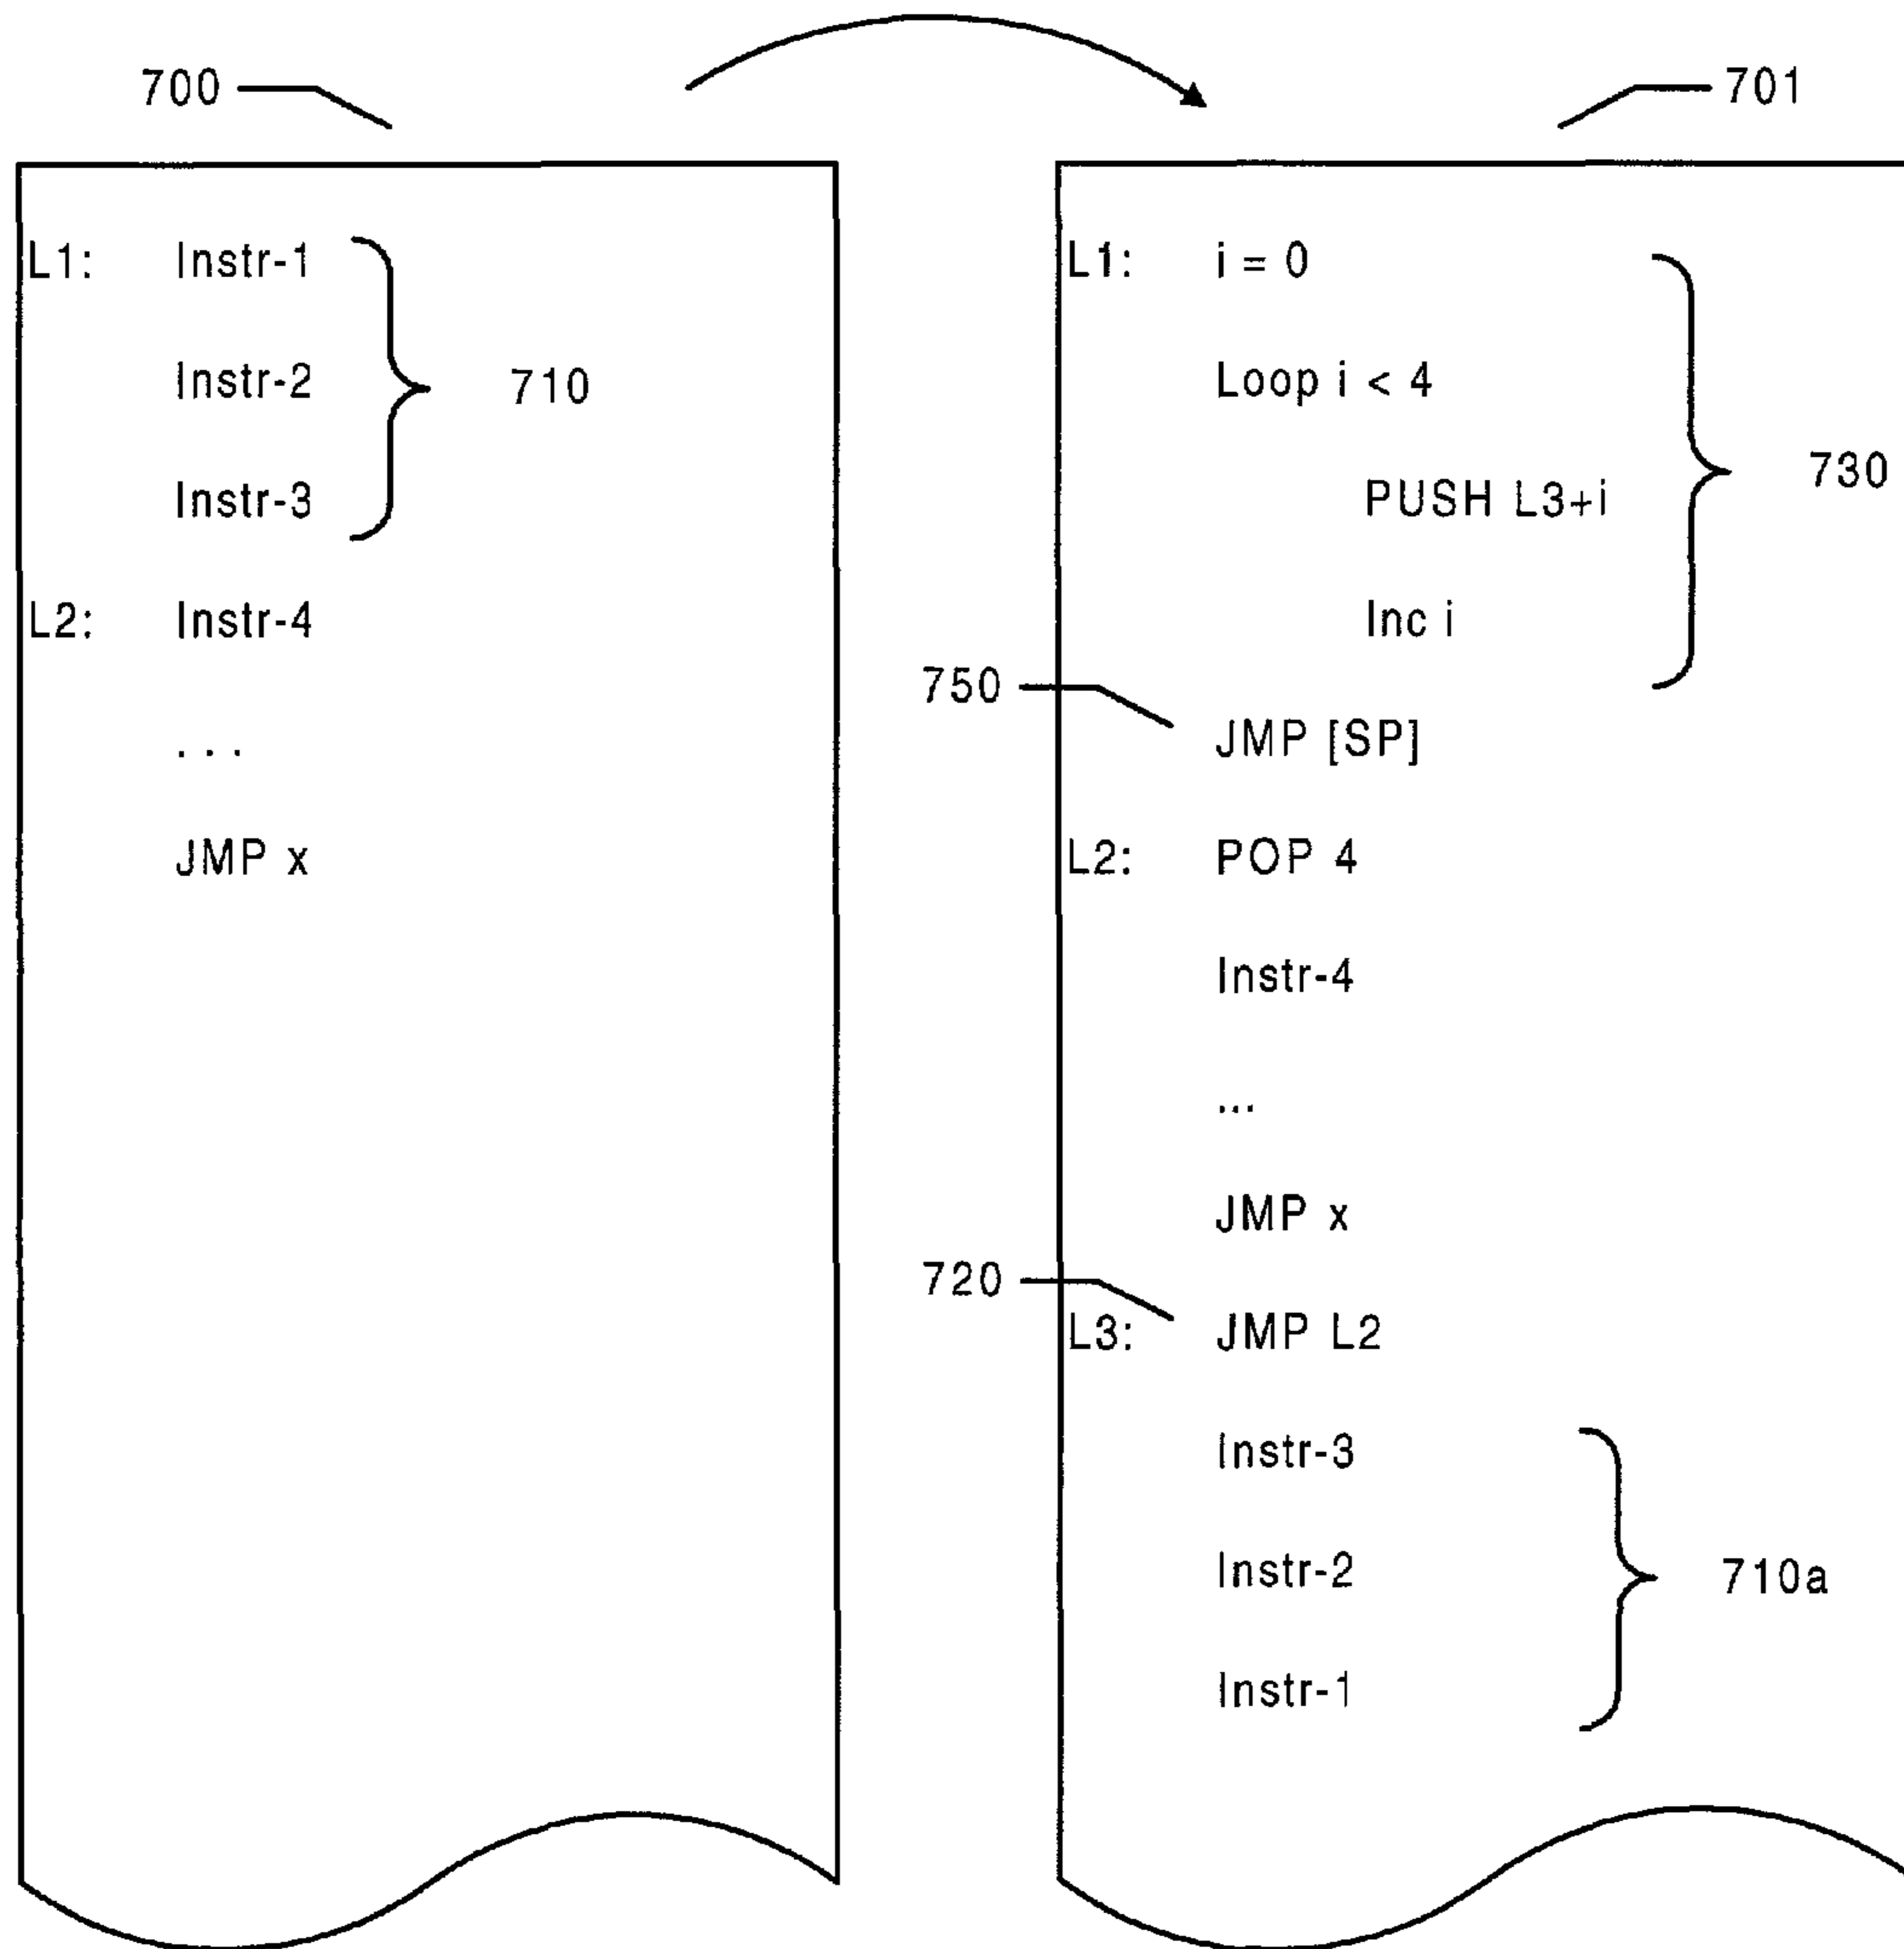 700
701
L1: Instr-1
Instr-2
710
Instr-3
L2: Instr-4
. . .
JMP x
L1: i = 0
Loop i < 4
730
PUSH L3+i
Inc i
750
JMP [SP]
L2: POP 4
Instr-4
...
JMP x
720
L3: JMP L2
Instr-3
Instr-2
710a
Instr-1